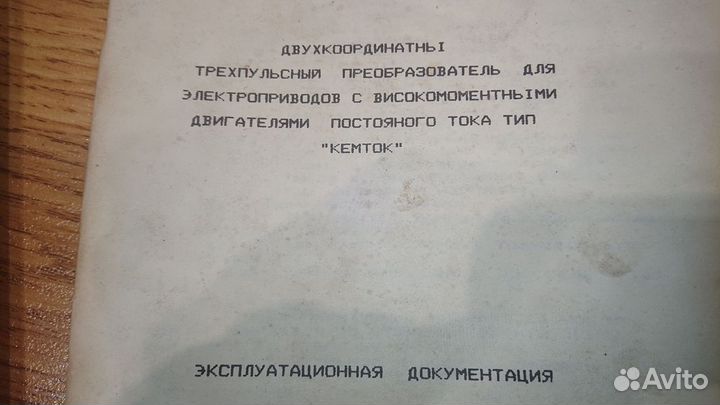 ДВУХКООРДИНАТНЫ
ТРЕХПУЛЬСНЫЙ ПРЕОБРАЗОВАТЕЛЬ ДЛЯ
ЭЛЕКТРОПРИВОДОВ С ВИСОКОМОМЕНТНЫМИ
ДВИГАТЕЛЯМИ ПОСТОЯНОГО ТОКА ТИП
"КЕМТОК"
ЭКСПЛУАТАЦИОННАЯ ДОКУМЕНТАЦИЯ
Avito